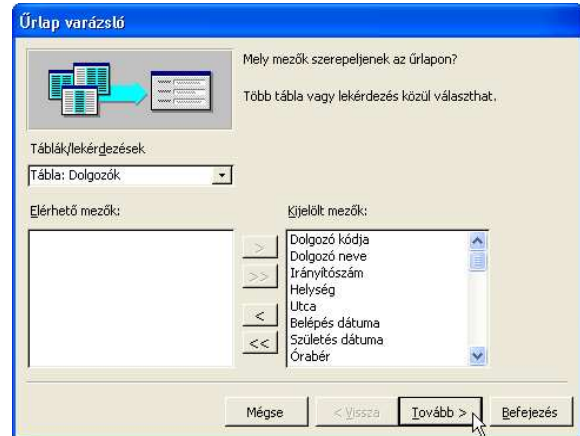 Űrlap varázsló
Mely mezők szerepeljenek az űrlapon?
Több tábla vagy lekérdezés közül választhat.
Táblák/lekérdezések
Tábla: Dolgozók
Elérhető mezők:
Kijelölt mezők:
Dolgozó kódja
Dolgozó neve
Irányítószám
Helység
Utca
Belépés dátuma
Születés dátuma
Órabér
>
>>
<
<<
Mégse < Vissza Tovább > Befejezés